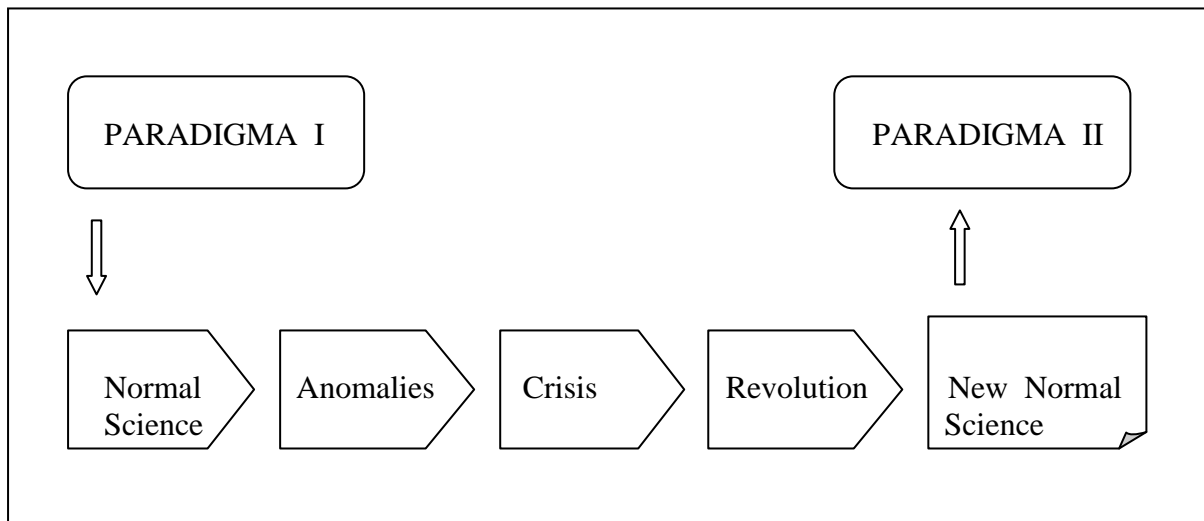 PARADIGMA I
PARADIGMA II
Normal
Science
Anomalies
Crisis
Revolution
New Normal
Science